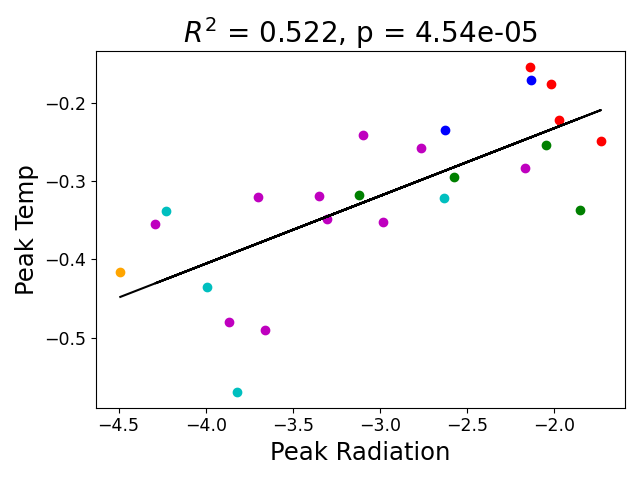 R² = 0.522, p = 4.54e-05
Peak Temp
−0.2
−0.3
−0.4
−0.5
−4.5 −4.0 −3.5 −3.0 −2.5 −2.0
Peak Radiation